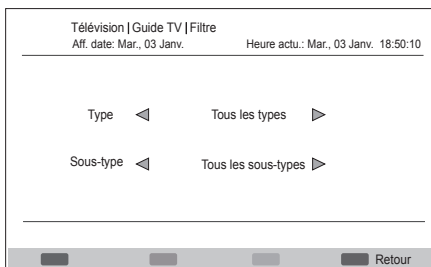 Télévision | Guide TV | Filtre
Aff. date: Mar., 03 Janv. Heure actu.: Mar., 03 Janv. 18:50:10
Type Tous les types
Sous-type Tous les sous-types
Retour